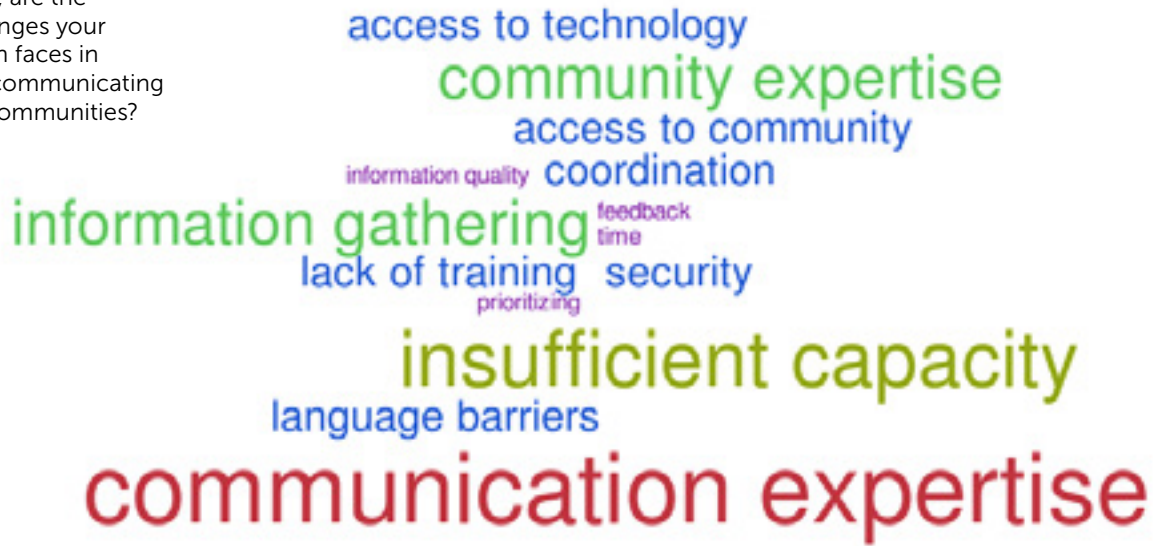 are the
nges your
faces in
communicating
ommunities?
access to technology
community expertise
access to community
information quality coordination
information gathering feedback
time
lack of training security
prioritizing
insufficient capacity
language barriers
communication expertise